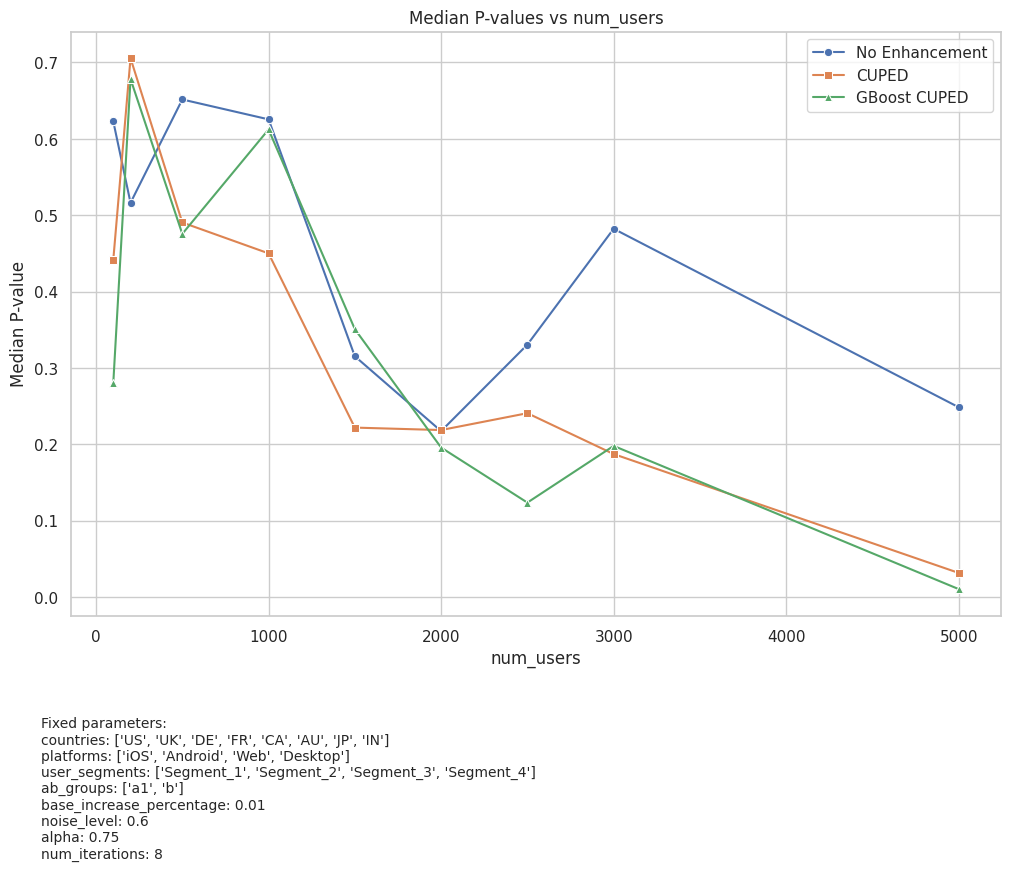 Median P-values vs num_users
No Enhancement
CUPED
GBoost CUPED
Median P-value
0.7
0.6
0.5
0.4
0.3
0.2
0.1
0.0
0
1000
2000
3000
4000
5000
num_users
Fixed parameters:
countries: ['US', 'UK', 'DE', 'FR', 'CA', 'AU', 'JP', 'IN']
platforms: ['iOS', 'Android', 'Web', 'Desktop']
user_segments: ['Segment_1', 'Segment_2', 'Segment_3', 'Segment_4']
ab_groups: ['a1', 'b']
base_increase_percentage: 0.01
noise_level: 0.6
alpha: 0.75
num_iterations: 8